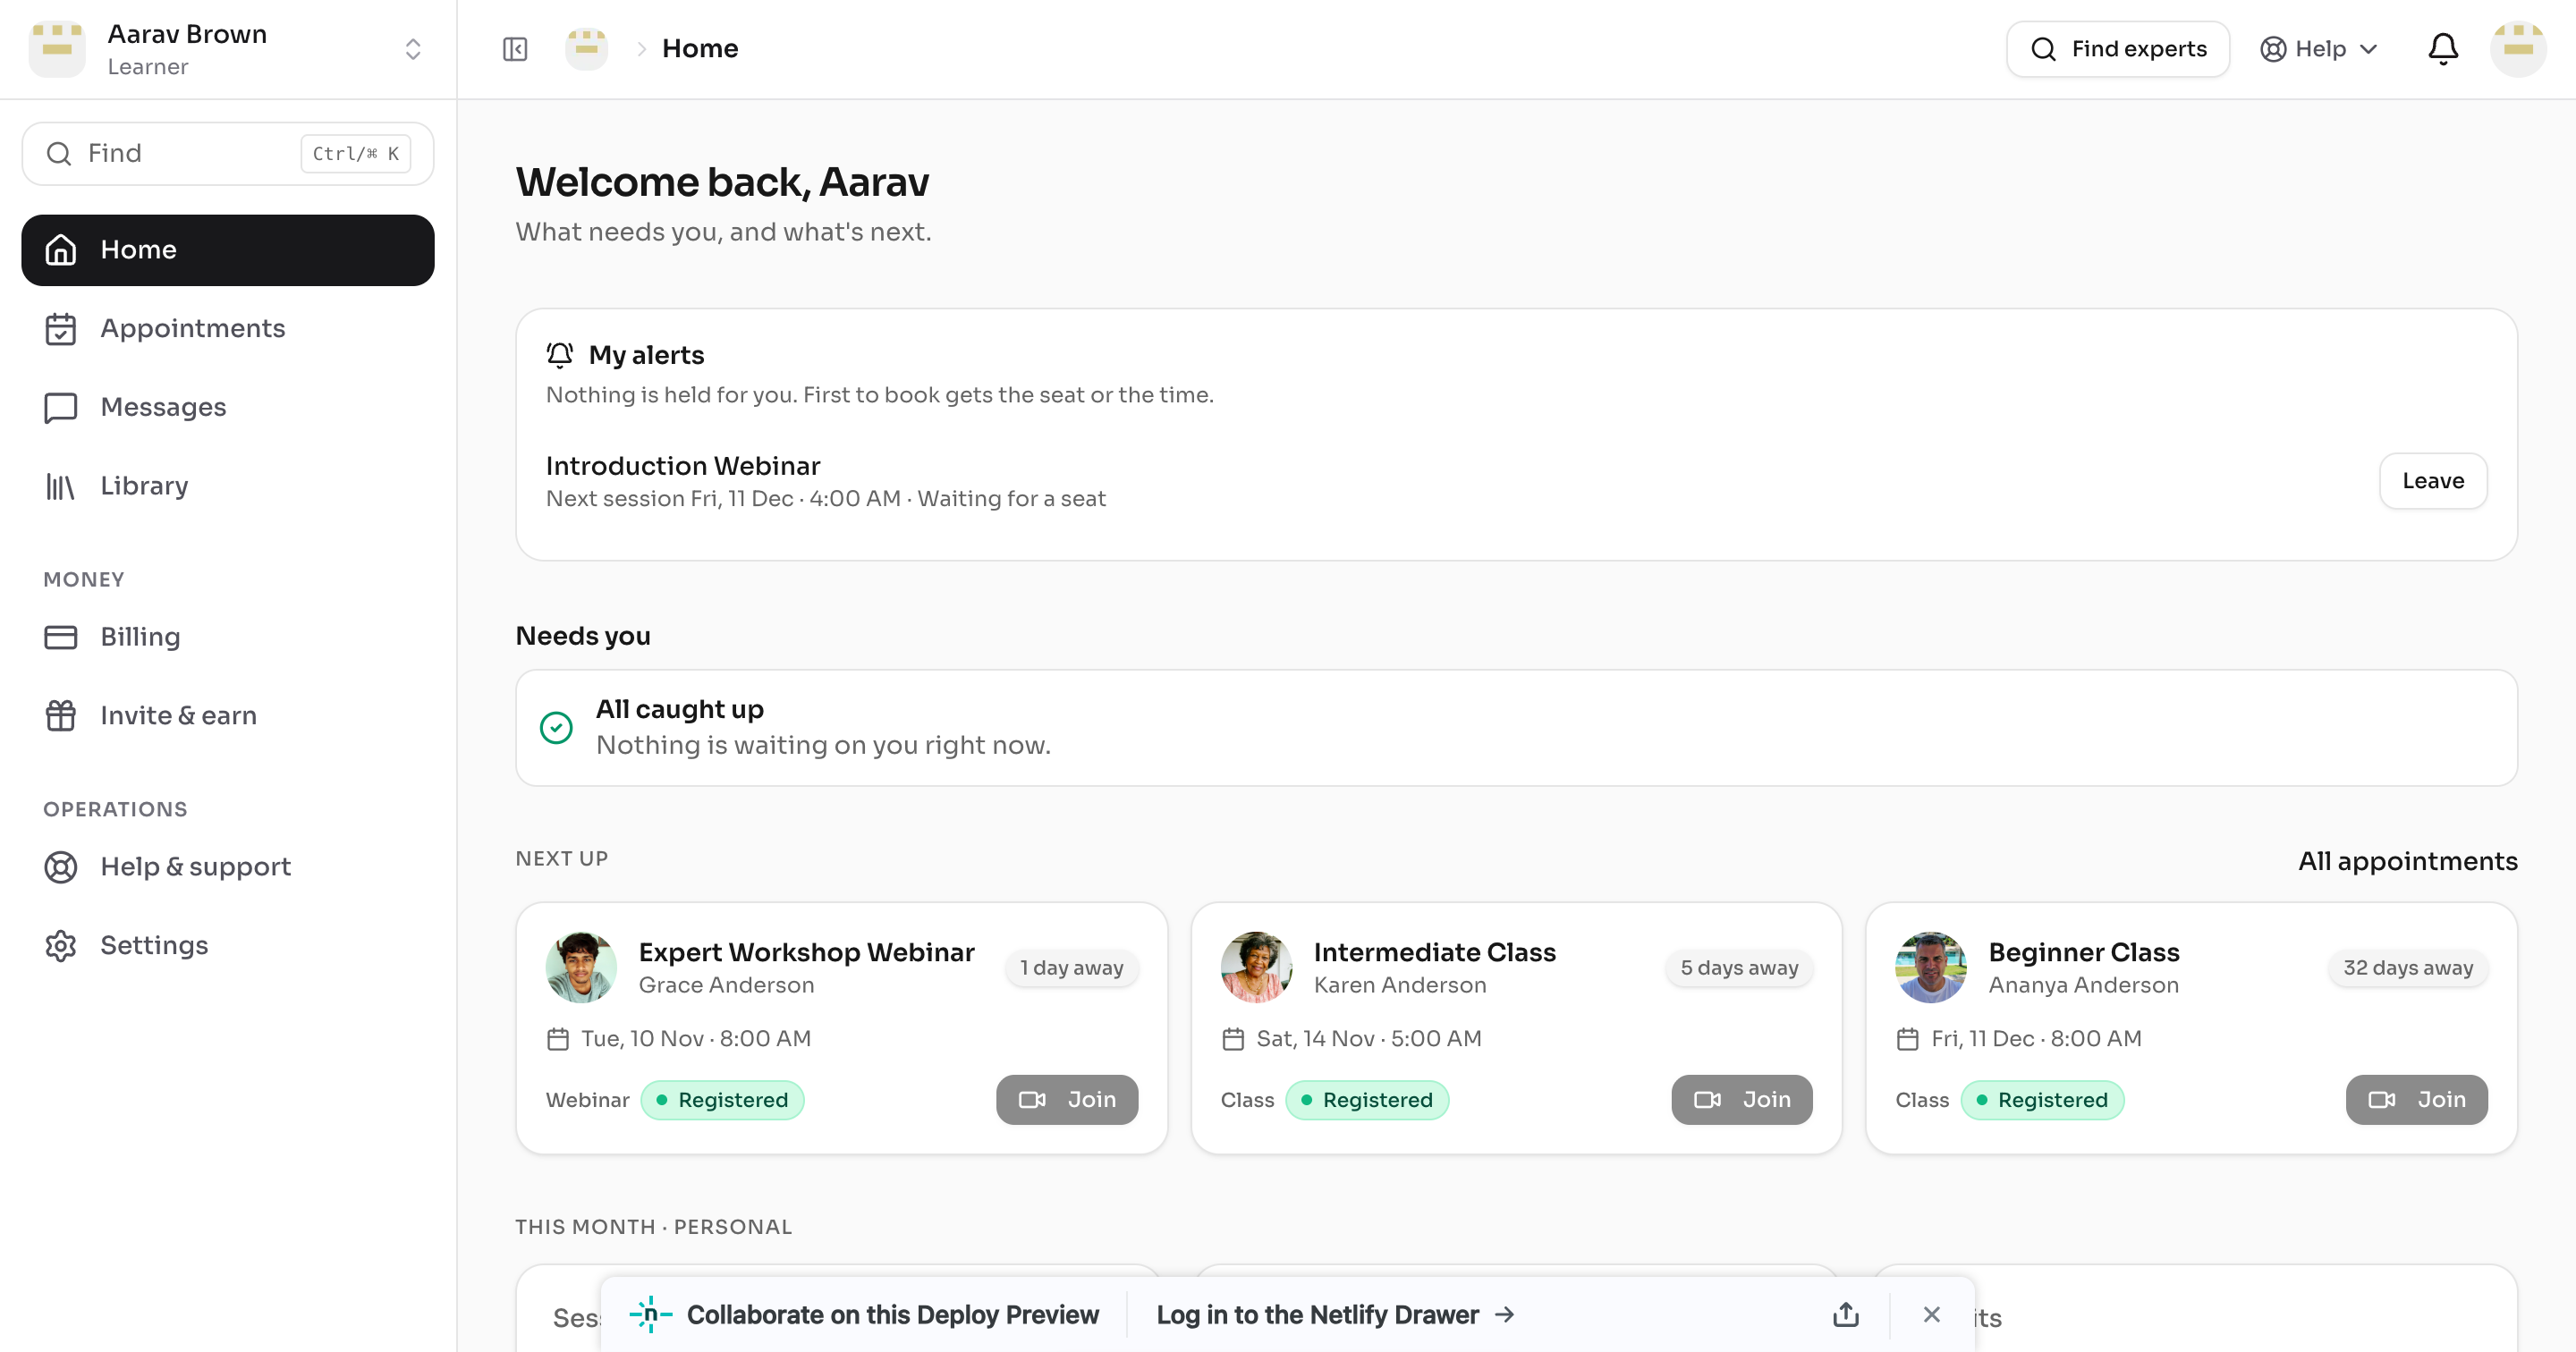 Aarav Brown
Learner
Home
Find experts
Help
Find
Ctrl/⌘ K
Home
Appointments
Messages
Library
MONEY
Billing
Invite & earn
OPERATIONS
Help & support
Settings
Welcome back, Aarav
What needs you, and what's next.
My alerts
Nothing is held for you. First to book gets the seat or the time.
Introduction Webinar
Next session Fri, 11 Dec · 4:00 AM · Waiting for a seat
Leave
Needs you
All caught up
Nothing is waiting on you right now.
NEXT UP
All appointments
Expert Workshop Webinar
Grace Anderson
1 day away
Tue, 10 Nov · 8:00 AM
Webinar
Registered
Join
Intermediate Class
Karen Anderson
5 days away
Sat, 14 Nov · 5:00 AM
Class
Registered
Join
Beginner Class
Ananya Anderson
32 days away
Fri, 11 Dec · 8:00 AM
Class
Registered
Join
THIS MONTH · PERSONAL
Collaborate on this Deploy Preview
Log in to the Netlify Drawer →